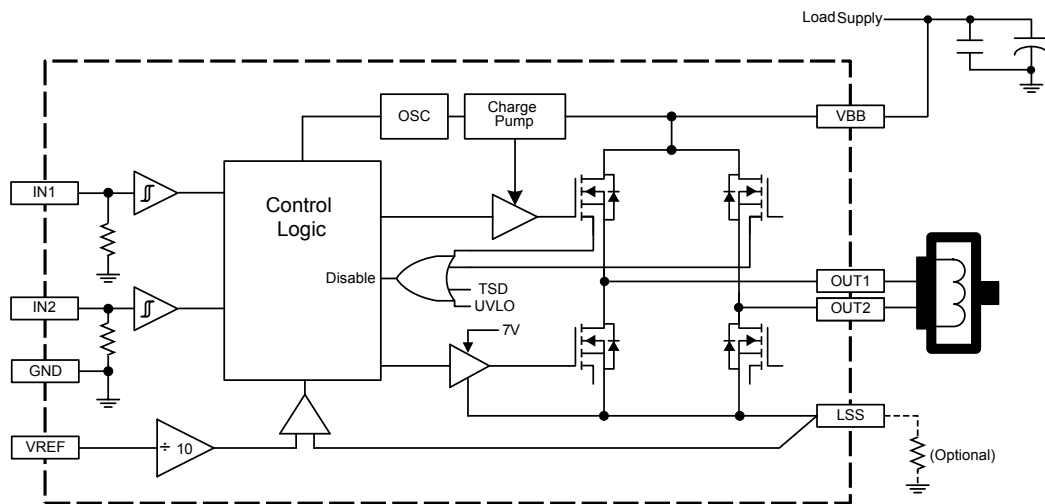 Load Supply
OSC
Charge
Pump
VBB
IN1
Control
Logic
Disable
TSD
UVLO
OUT1
IN2
OUT2
7V
GND
LSS
VREF
÷ 10
(Optional)